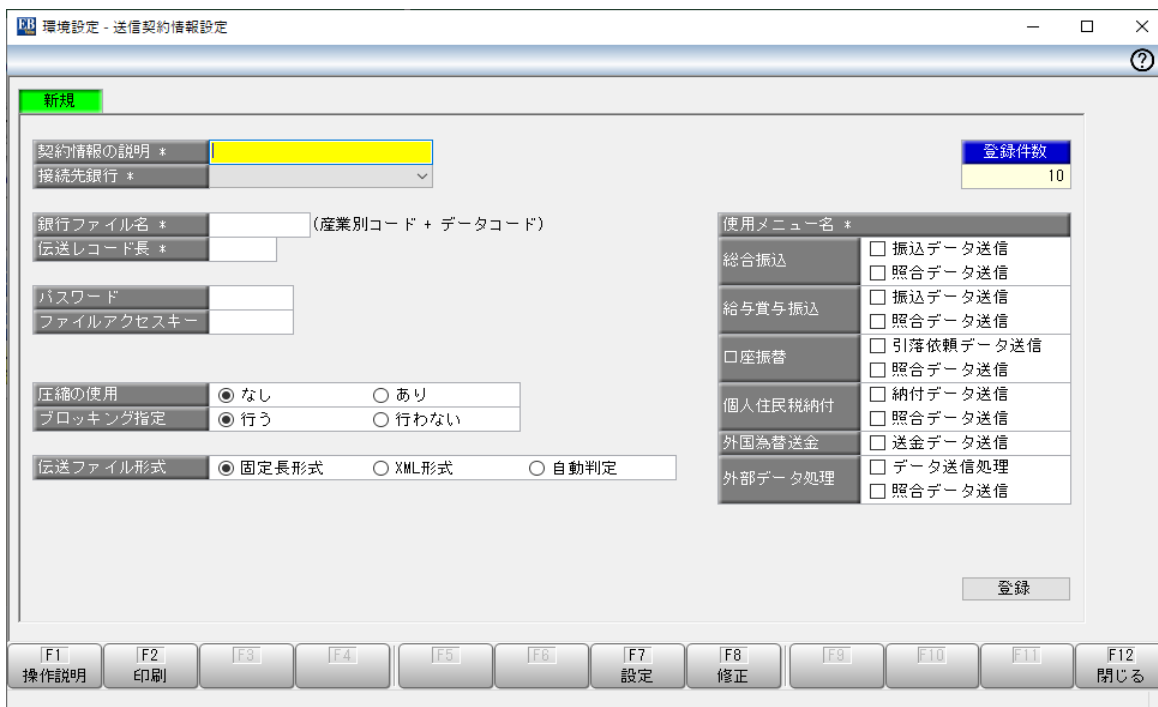 EB 環境設定 - 送信契約情報設定
新規
契約情報の説明 *
登録件数
接続先銀行 *
10
銀行ファイル名 * (産業別コード + データコード)
使用メニュー名 *
伝送レコード長 *
総合振込
振込データ送信
照合データ送信
パスワード
ファイルアクセスキー
給与賞与振込
振込データ送信
照合データ送信
口座振替
引落依頼データ送信
照合データ送信
圧縮の使用 なし あり
ブロッキング指定 行う 行わない
個人住民税納付
納付データ送信
照合データ送信
外国為替送金 送金データ送信
伝送ファイル形式 固定長形式 XML形式 自動判定
外部データ処理
データ送信処理
照合データ送信
登録
F1 F2 F3 F4 F5 F6 F7 F8 F9 F10 F11 F12
操作説明 印刷 設定 修正 閉じる